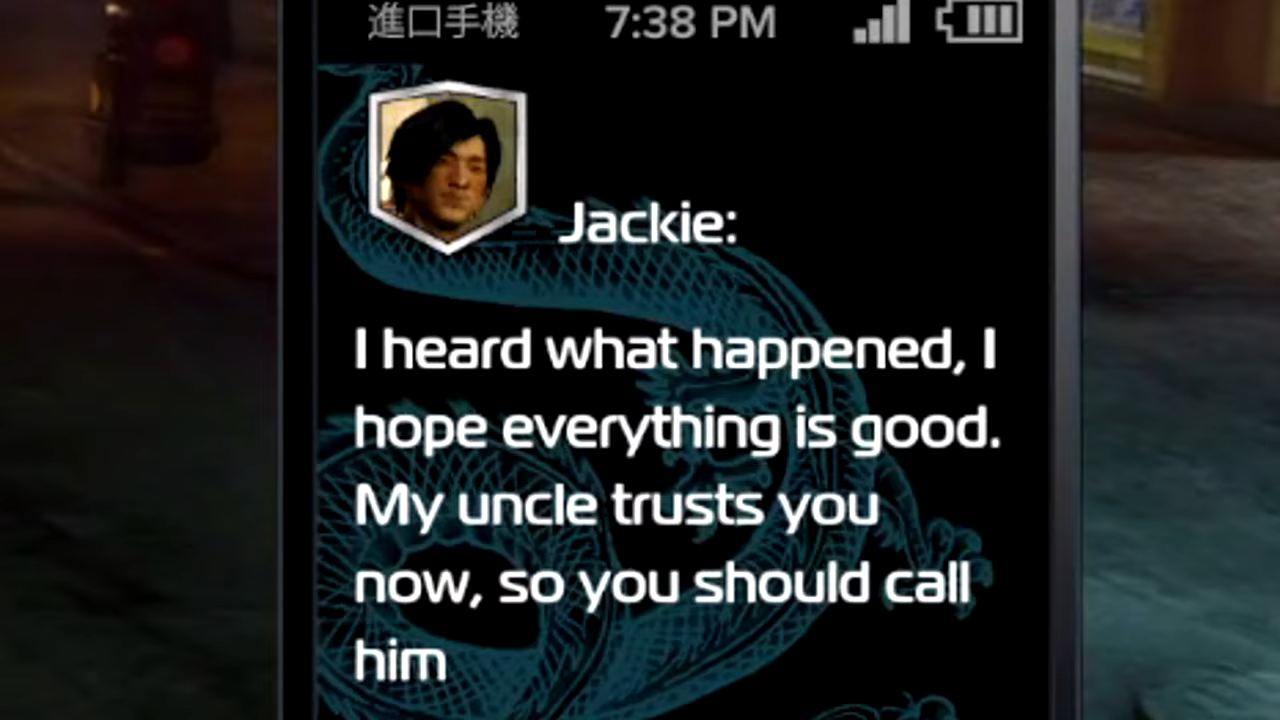 進口手機
7:38 PM
Jackie:
I heard what happened, I
hope everything is good.
My uncle trusts you
now, so you should call
him